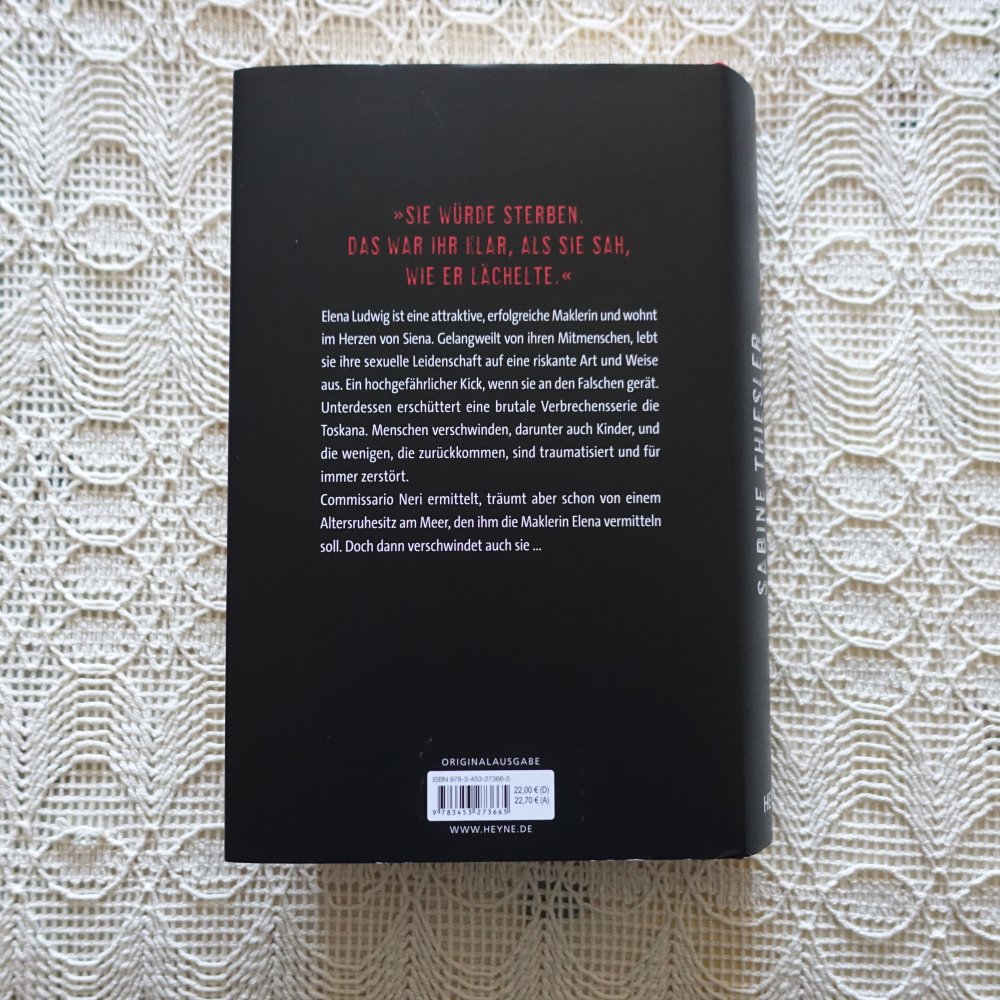 »SIE WÜRDE STERBEN.
DAS WAR IHR KLAR, ALS SIE SAH,
WIE ER LÄCHELTE.«
Elena Ludwig ist eine attraktive, erfolgreiche Maklerin und wohnt
im Herzen von Siena. Gelangweilt von ihren Mitmenschen, lebt
sie ihre sexuelle Leidenschaft auf eine riskante Art und Weise
aus. Ein hochgefährlicher Kick, wenn sie an den Falschen gerät.
Unterdessen erschüttert eine brutale Verbrechensserie die
Toskana. Menschen verschwinden, darunter auch Kinder, und
die wenigen, die zurückkommen, sind traumatisiert und für
immer zerstört.
Commissario Neri ermittelt, träumt aber schon von einem
Altersruhesitz am Meer, den ihm die Maklerin Elena vermitteln
soll. Doch dann verschwindet auch sie ...
ORIGINALAUSGABE
ISBN 978-3-453-27366-5
22,00 € (D)
22,70 € (A)
9 783453 273665
WWW.HEYNE.DE
SABINE THIESLER